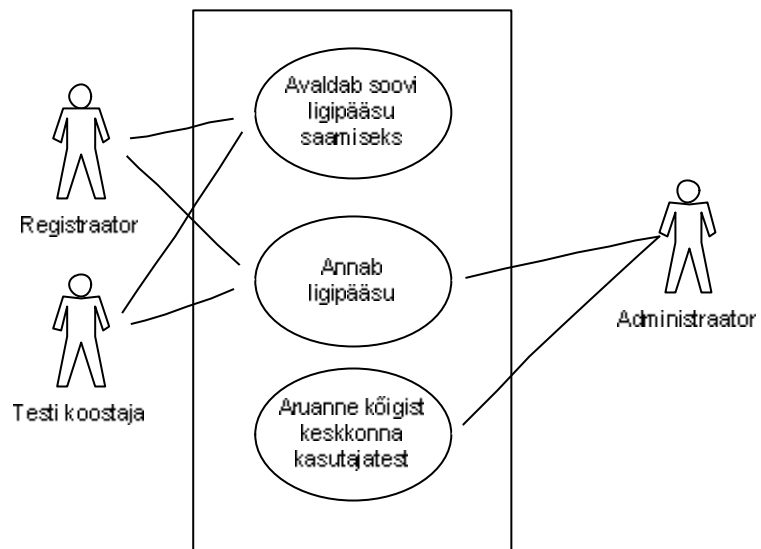 Avaldab soovi
ligipääsu
saamiseks
Registraator
Annab
ligipääsu
Administraator
Testi koostaja
Aruanne kõigist
keskkonna
kasutajatest